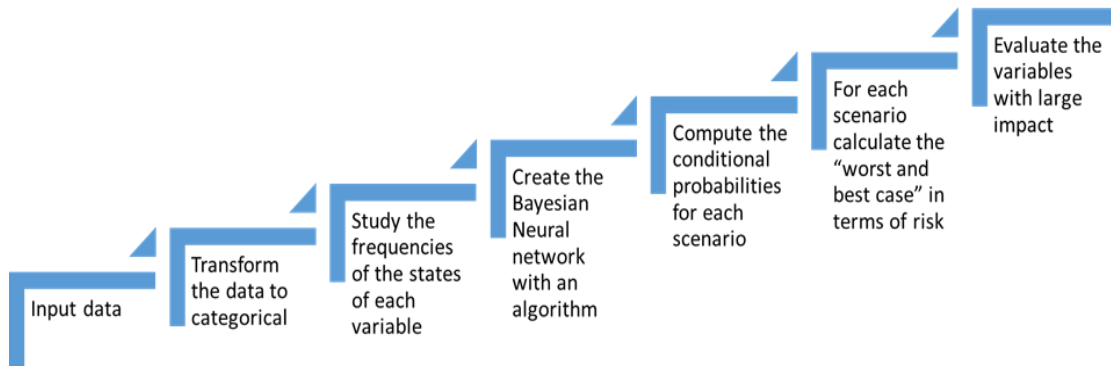 Input data
Transform
the data to
categorical
Study the
frequencies
of the states
of each
variable
Create the
Bayesian
Neural
network
with an
algorithm
Compute the
conditional
probabilities
for each
scenario
For each
scenario
calculate the
“worst and
best case” in
terms of risk
Evaluate the
variables
with large
impact